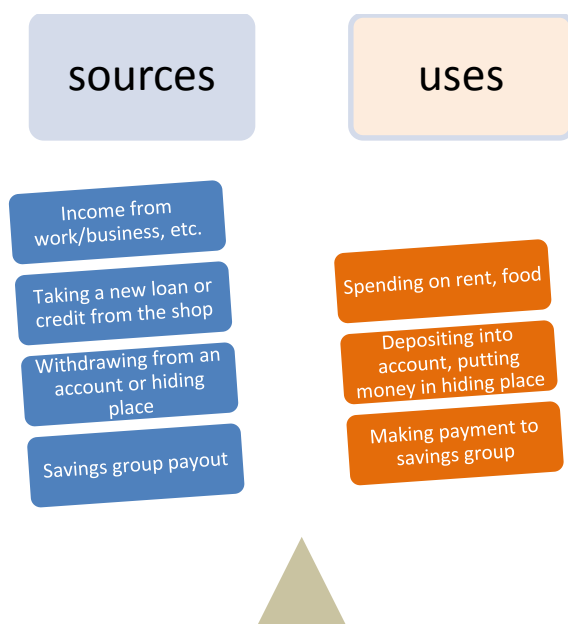 sources
uses
Income from
work/business, etc.
Taking a new loan or
credit from the shop
Withdrawing from an
account or hiding
place
Savings group payout
Spending on rent, food
Depositing into
account, putting
money in hiding place
Making payment to
savings group